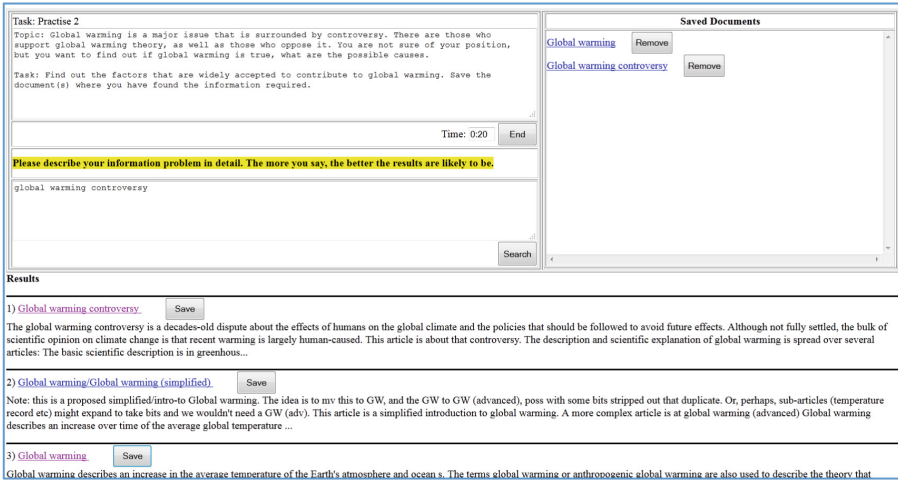 Task: Practise 2
Topic: Global warming is a major issue that is surrounded by controversy. There are those who
support global warming theory, as well as those who oppose it. You are not sure of your position,
but you want to find out if global warming is true, what are the possible causes.
Task: Find out the factors that are widely accepted to contribute to global warming. Save the
document(s) where you have found the information required.
Time: 0:20 End
Please describe your information problem in detail. The more you say, the better the results are likely to be.
global warming controversy
Search
Saved Documents
Global warming Remove
Global warming controversy Remove
Results
1) Global warming controversy Save
The global warming controversy is a decades-old dispute about the effects of humans on the global climate and the policies that should be followed to avoid future effects. Although not fully settled, the bulk of
scientific opinion on climate change is that recent warming is largely human-caused. This article is about that controversy. The description and scientific explanation of global warming is spread over several
articles: The basic scientific description is in greenhous...
2) Global warming/Global warming (simplified) Save
Note: this is a proposed simplified/intro-to Global warming. The idea is to mv this to GW, and the GW to GW (advanced), poss with some bits stripped out that duplicate. Or, perhaps, sub-articles (temperature
record etc) might expand to take bits and we wouldn't need a GW (adv). This article is a simplified introduction to global warming. A more complex article is at global warming (advanced) Global warming
describes an increase over time of the average global temperature ...
3) Global warming Save
Global warming describes an increase in the average temperature of the Earth's atmosphere and ocean s. The terms global warming or anthropogenic global warming are also used to describe the theory that